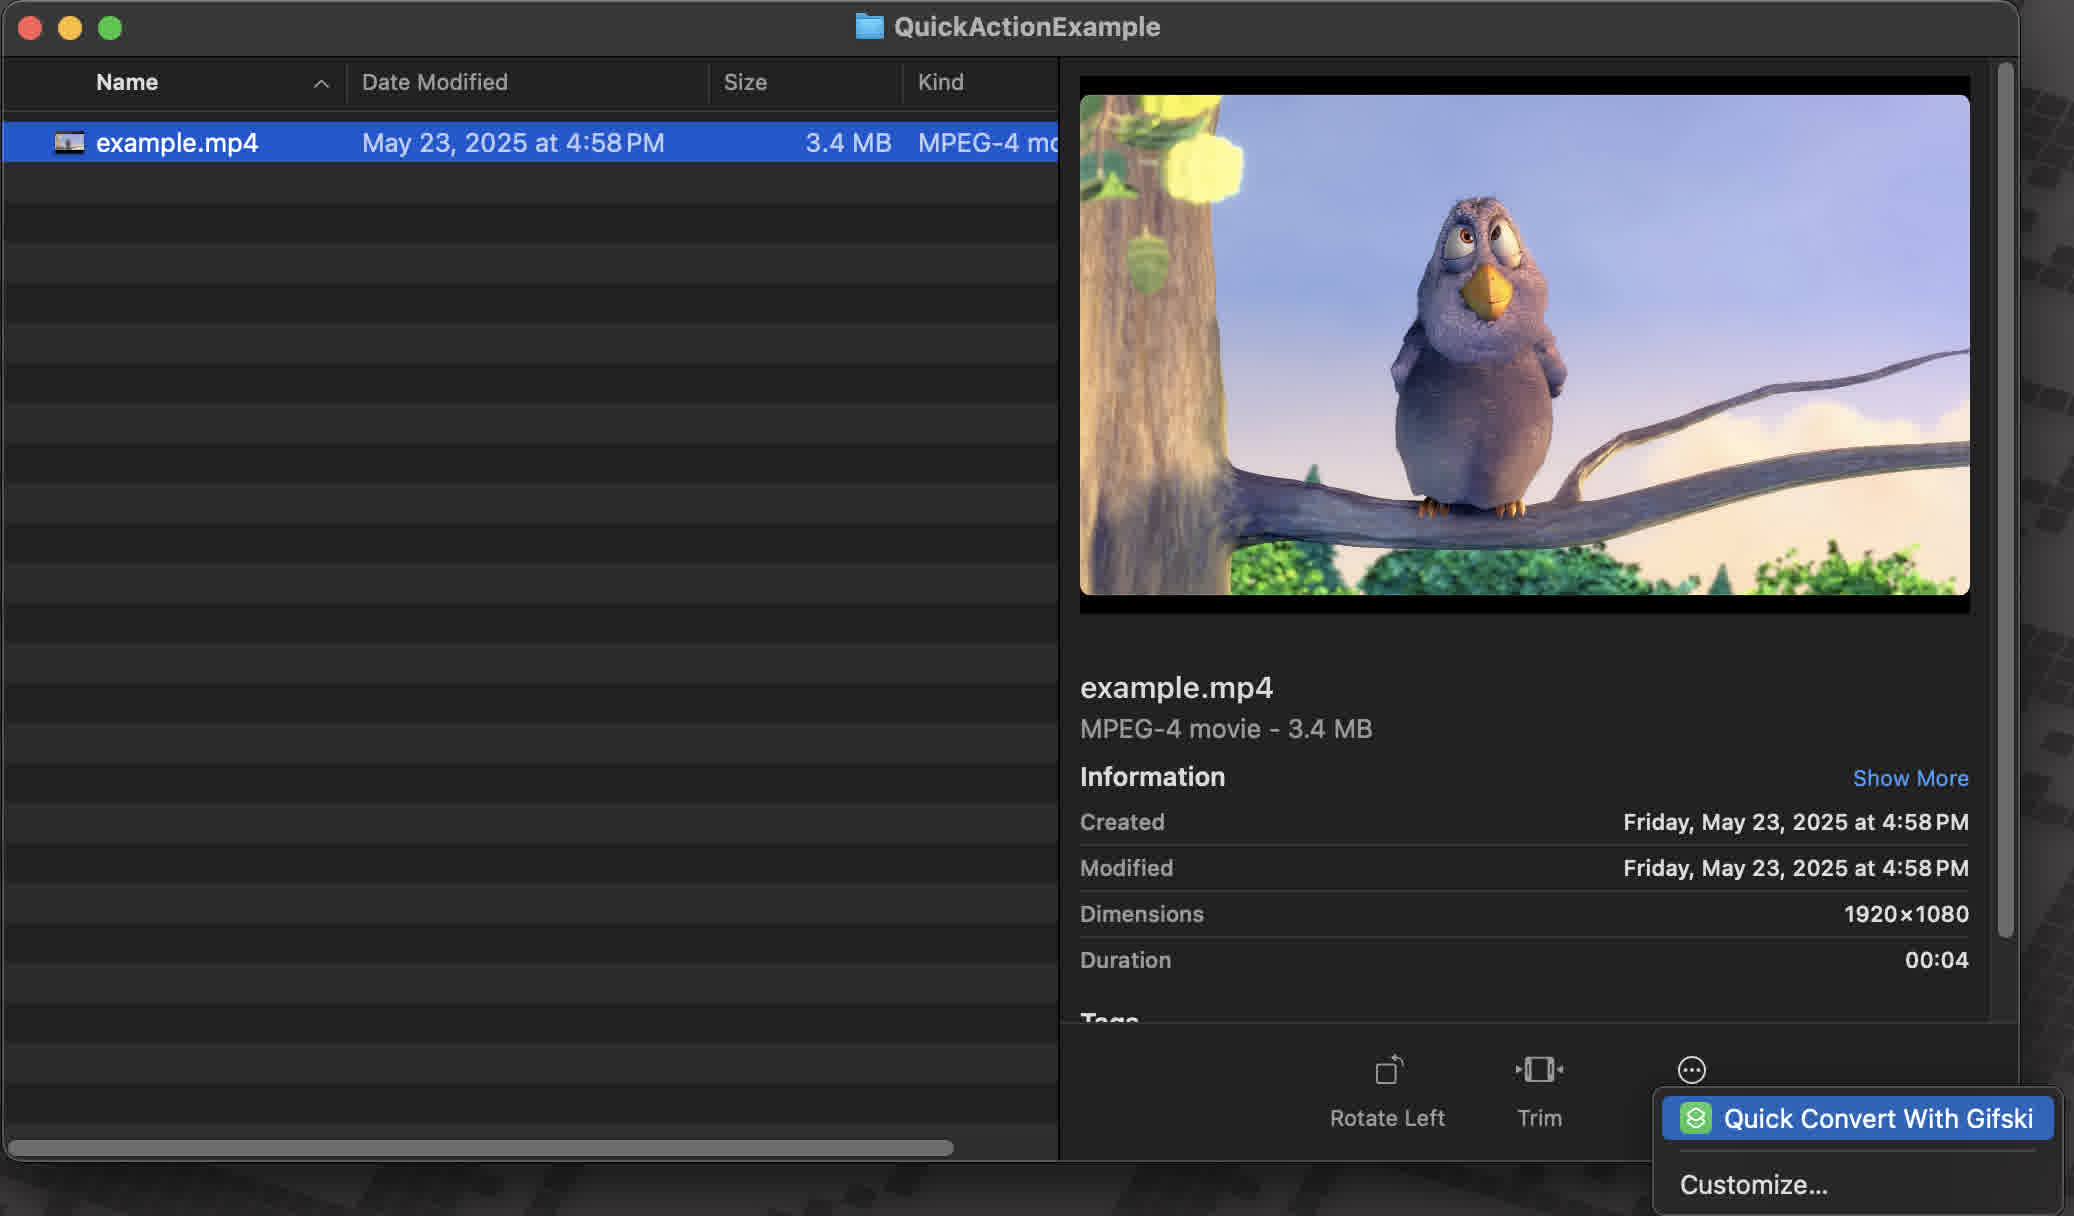 QuickActionExample
Name Date Modified Size Kind
example.mp4 May 23, 2025 at 4:58 PM 3.4 MB MPEG-4 mo
example.mp4
MPEG-4 movie - 3.4 MB
Information Show More
Created Friday, May 23, 2025 at 4:58 PM
Modified Friday, May 23, 2025 at 4:58 PM
Dimensions 1920×1080
Duration 00:04
Tags
Rotate Left Trim
Quick Convert With Gifski
Customize...